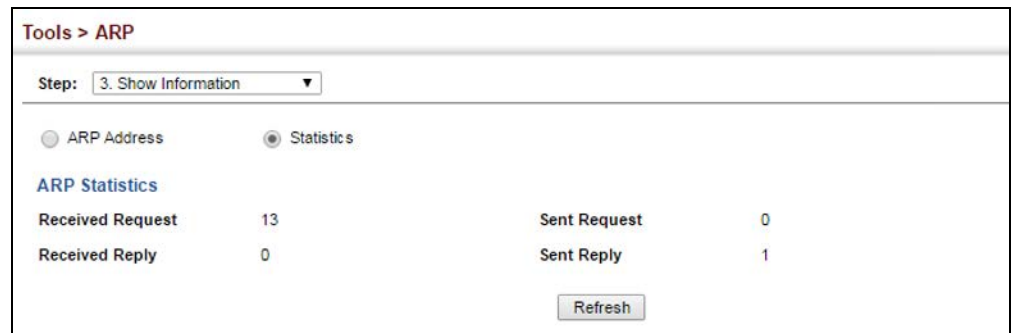 Tools > ARP
Step: 3. Show Information
ARP Address Statistics
ARP Statistics
Received Request 13 Sent Request 0
Received Reply 0 Sent Reply 1
Refresh